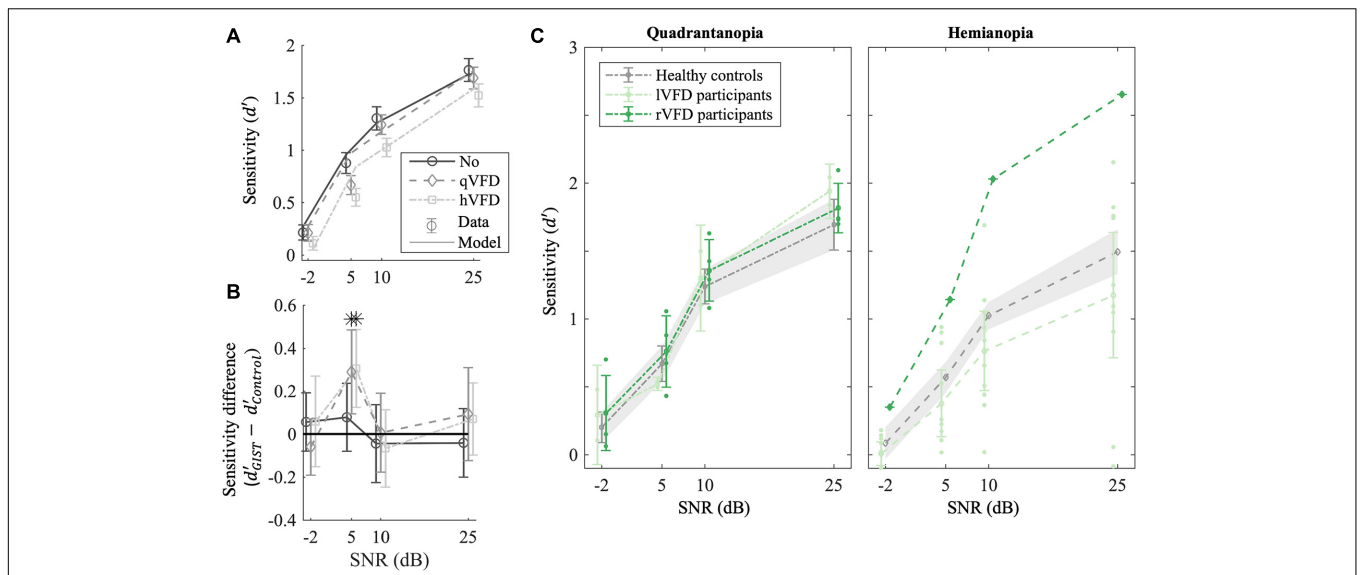 A
Sensitivity (d′)
2
1.5
1
0.5
0
-2
5
10
25
No
qVFD
hVFD
Data
Model
B
Sensitivity difference
(d′GIST − d′Control)
0.6
0.4
0.2
0
-0.2
-0.4
-2
5
10
25
SNR (dB)
C
Quadrantanopia
Sensitivity (d′)
3
2
1
0
Healthy controls
lVFD participants
rVFD participants
-2
5
10
25
SNR (dB)
Hemianopia
-2
5
10
25
SNR (dB)